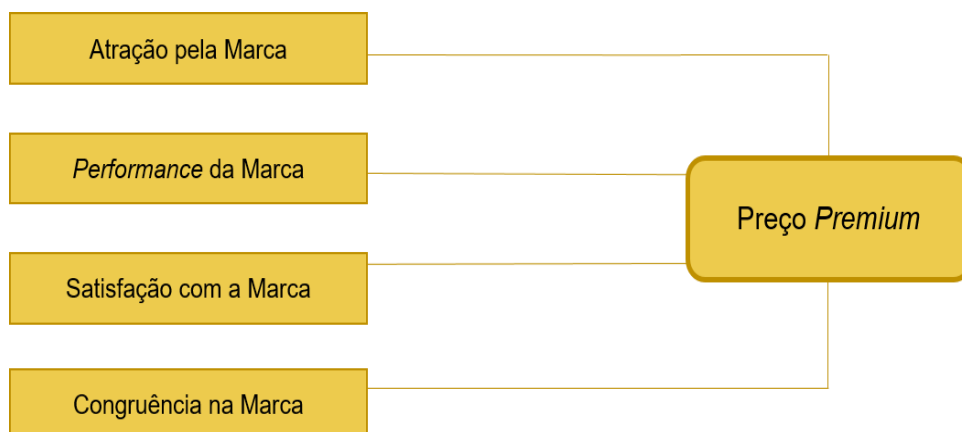 Atração pela Marca
Performance da Marca
Preço Premium
Satisfação com a Marca
Congruência na Marca